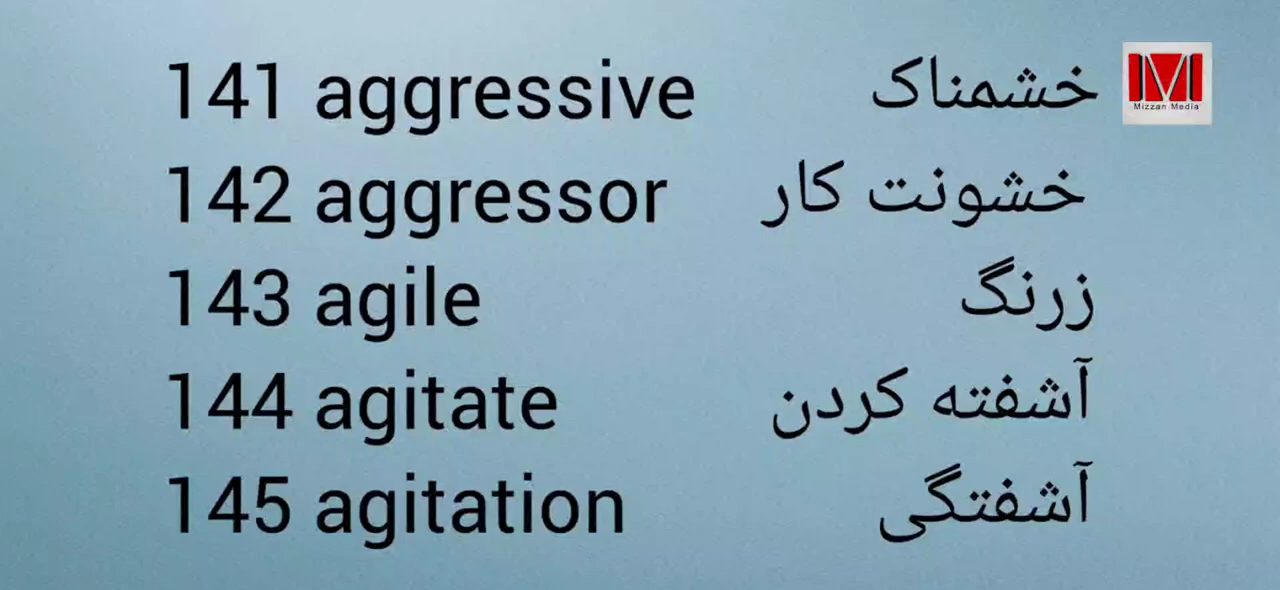 141 aggressive خشمناک
142 aggressor خشونت کار
143 agile زرنگ
144 agitate آشفته کردن
145 agitation آشفتگی
Mizzan Media